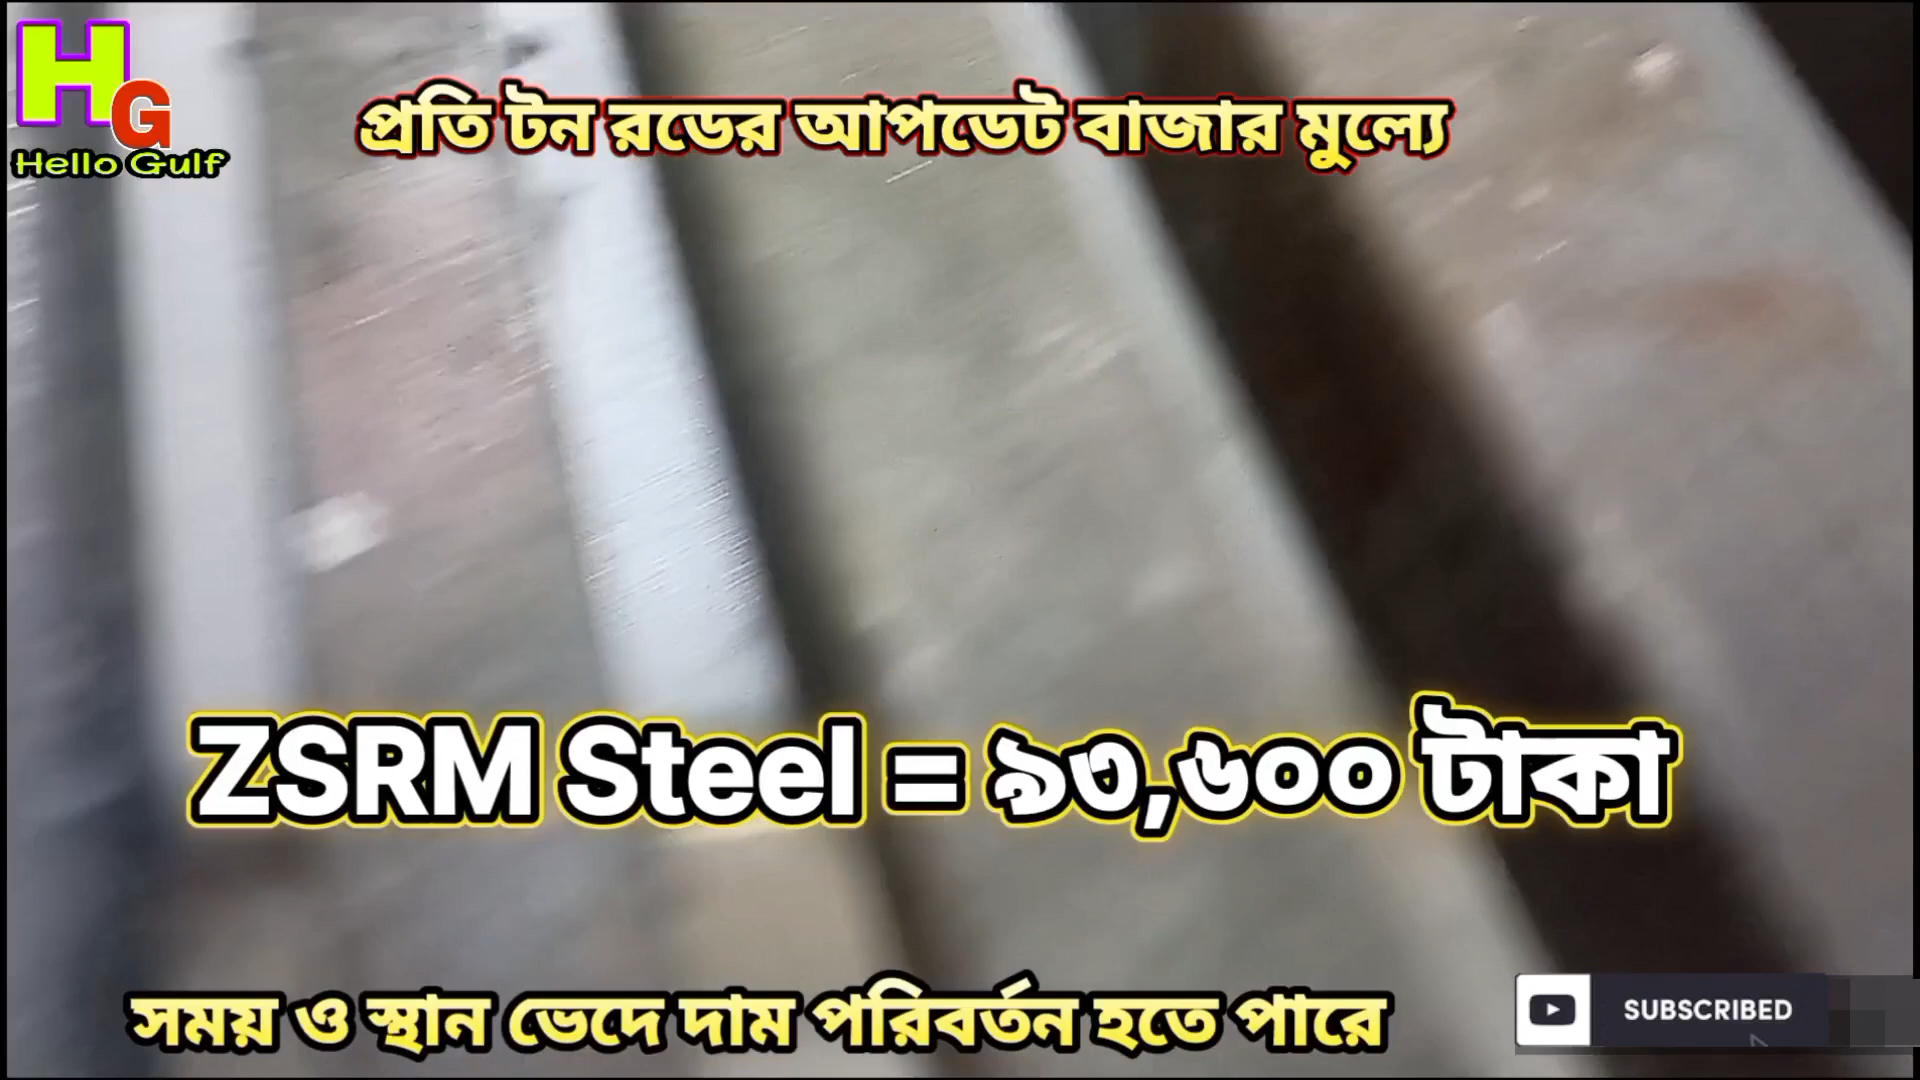 HG
Hello Gulf
প্রতি টন রডের আপডেট বাজার মুল্যে
ZSRM Steel = ৯৩,৬০০ টাকা
সময় ও স্থান ভেদে দাম পরিবর্তন হতে পারে
SUBSCRIBED